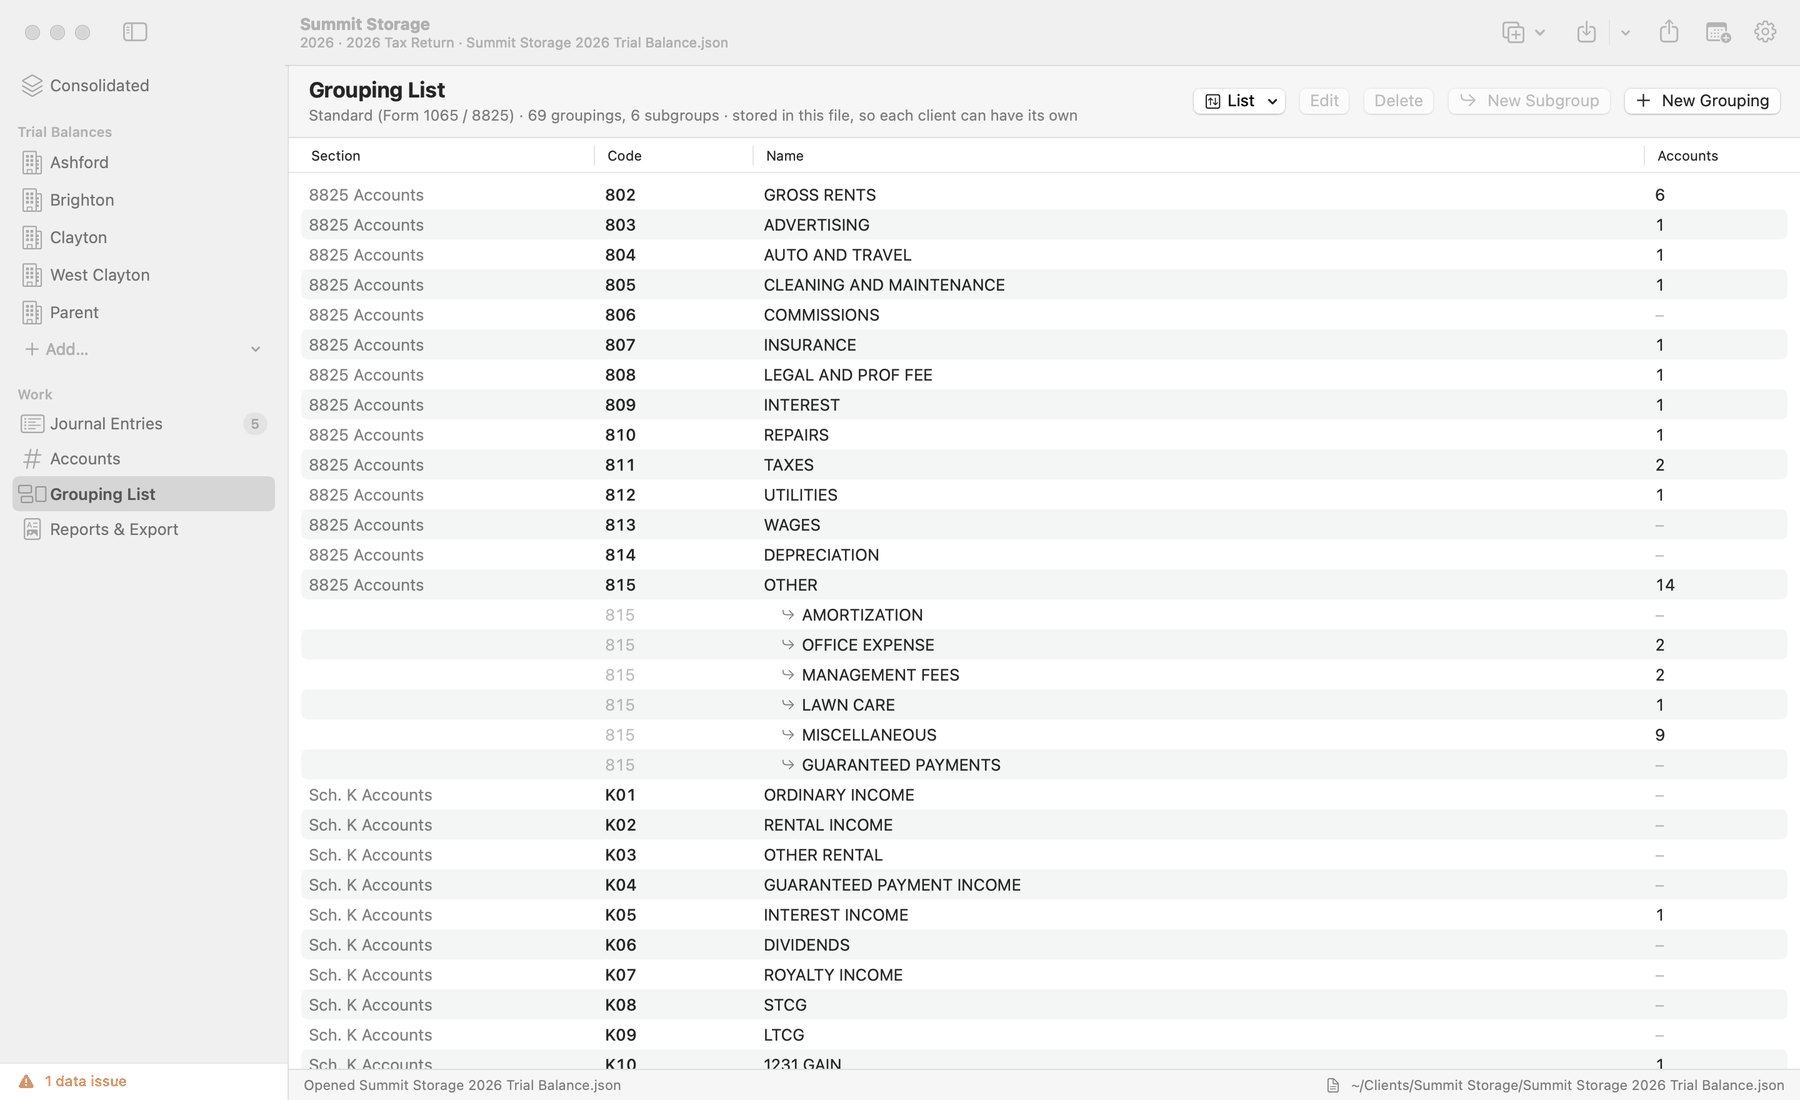 Summit Storage
2026 · 2026 Tax Return · Summit Storage 2026 Trial Balance.json
Consolidated
Trial Balances
Ashford
Brighton
Clayton
West Clayton
Parent
Add...
Work
Journal Entries 5
Accounts
Grouping List
Reports & Export
1 data issue
Grouping List
Standard (Form 1065 / 8825) · 69 groupings, 6 subgroups · stored in this file, so each client can have its own
List Edit Delete New Subgroup New Grouping
Section Code Name Accounts
8825 Accounts 802 GROSS RENTS 6
8825 Accounts 803 ADVERTISING 1
8825 Accounts 804 AUTO AND TRAVEL 1
8825 Accounts 805 CLEANING AND MAINTENANCE 1
8825 Accounts 806 COMMISSIONS –
8825 Accounts 807 INSURANCE 1
8825 Accounts 808 LEGAL AND PROF FEE 1
8825 Accounts 809 INTEREST 1
8825 Accounts 810 REPAIRS 1
8825 Accounts 811 TAXES 2
8825 Accounts 812 UTILITIES 1
8825 Accounts 813 WAGES –
8825 Accounts 814 DEPRECIATION –
8825 Accounts 815 OTHER 14
815 AMORTIZATION –
815 OFFICE EXPENSE 2
815 MANAGEMENT FEES 2
815 LAWN CARE 1
815 MISCELLANEOUS 9
815 GUARANTEED PAYMENTS –
Sch. K Accounts K01 ORDINARY INCOME –
Sch. K Accounts K02 RENTAL INCOME –
Sch. K Accounts K03 OTHER RENTAL –
Sch. K Accounts K04 GUARANTEED PAYMENT INCOME –
Sch. K Accounts K05 INTEREST INCOME 1
Sch. K Accounts K06 DIVIDENDS –
Sch. K Accounts K07 ROYALTY INCOME –
Sch. K Accounts K08 STCG –
Sch. K Accounts K09 LTCG –
Sch. K Accounts K10 1231 GAIN 1
Opened Summit Storage 2026 Trial Balance.json
~/Clients/Summit Storage/Summit Storage 2026 Trial Balance.json